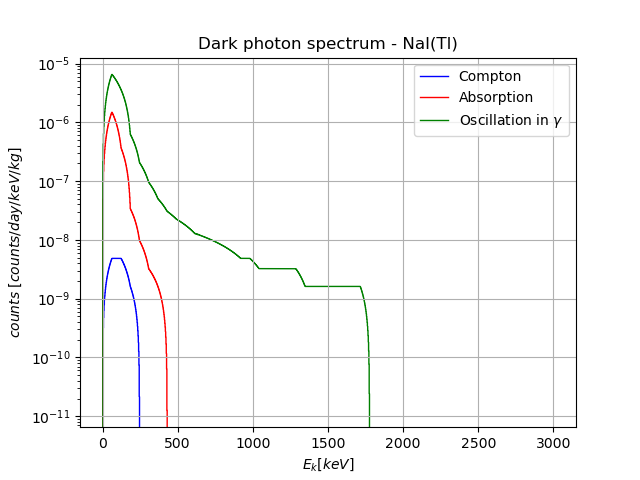 Dark photon spectrum - NaI(Tl)
Compton
Absorption
Oscillation in γ
counts [counts/day/keV/kg]
10⁻⁵
10⁻⁶
10⁻⁷
10⁻⁸
10⁻⁹
10⁻¹⁰
10⁻¹¹
0 500 1000 1500 2000 2500 3000
E_k[keV]